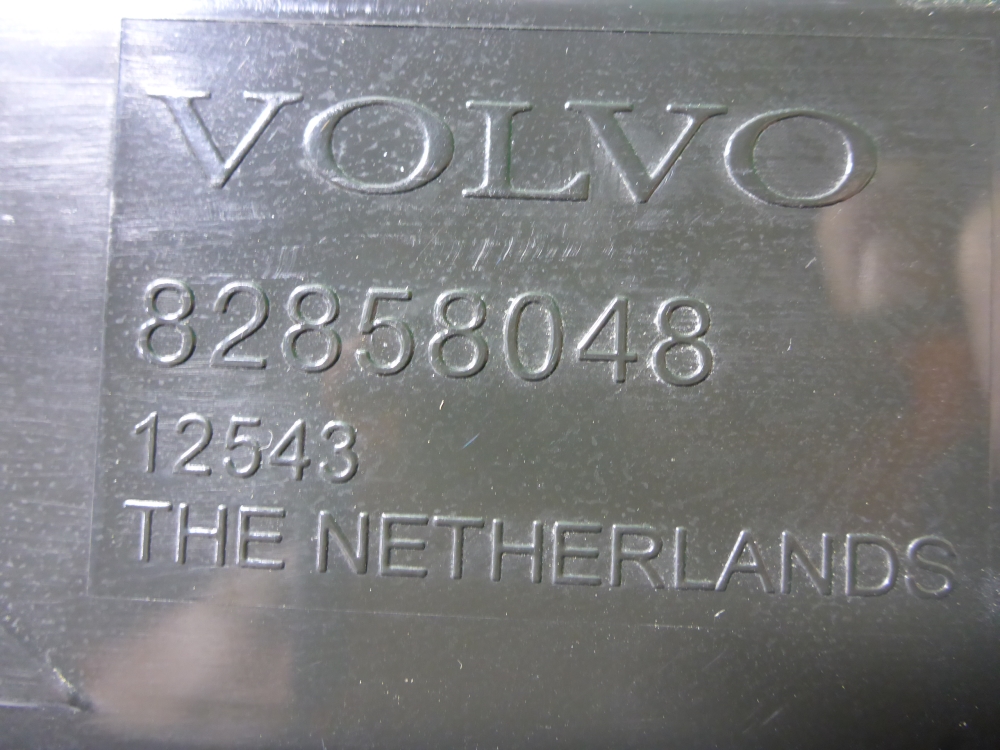 VOLVO
82858048
12543
THE NETHERLANDS